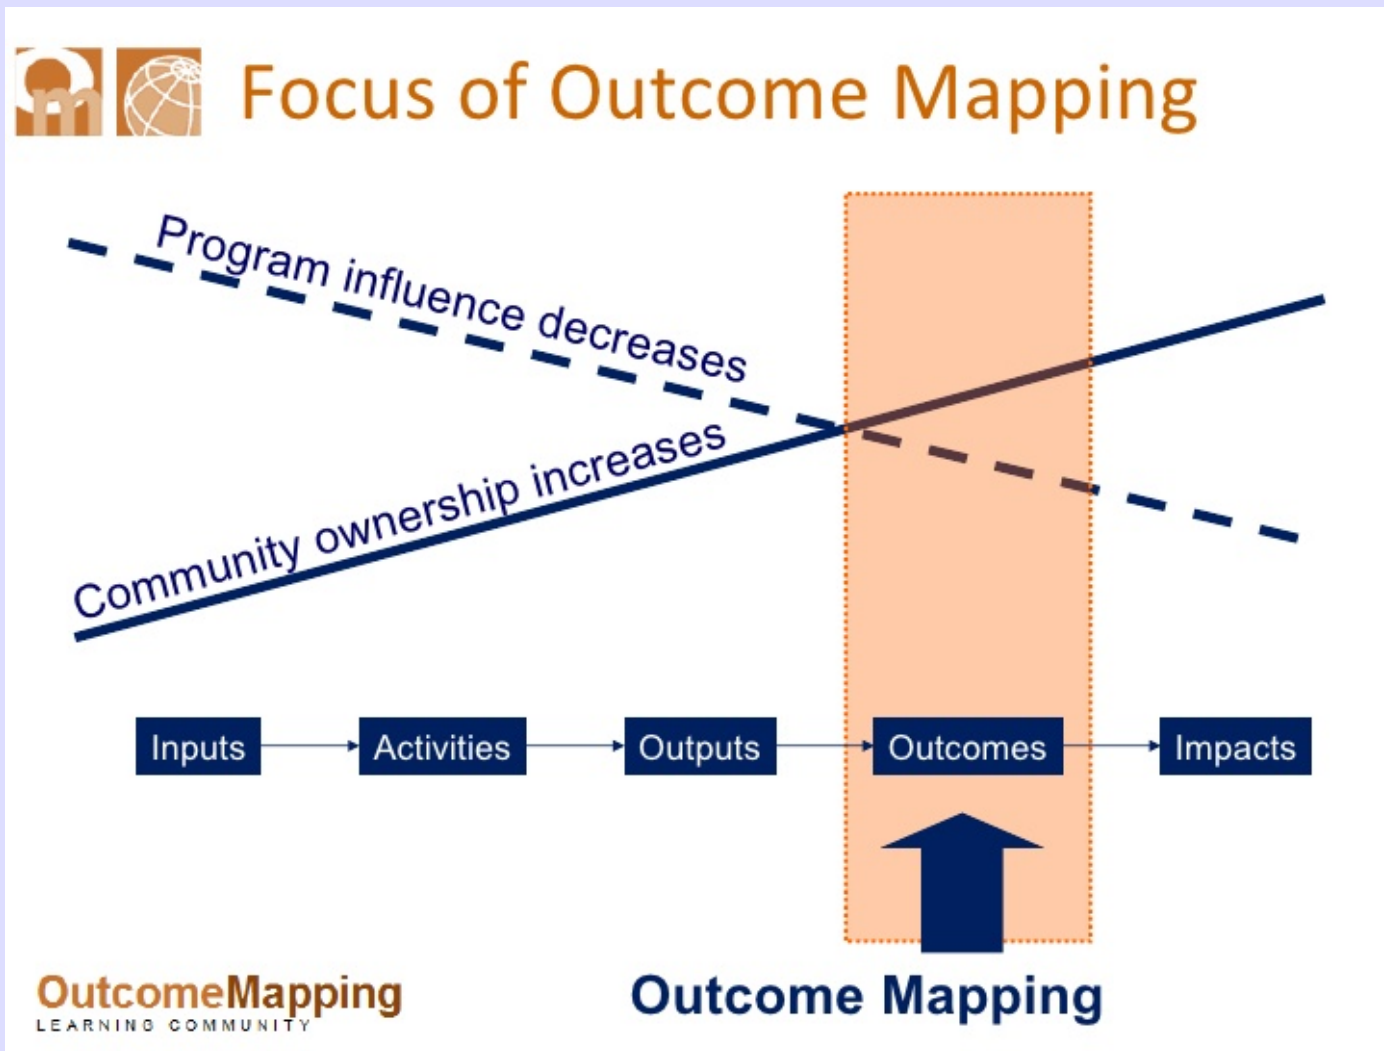 Om
Focus of Outcome Mapping
Program influence decreases
Community ownership increases
Inputs
Activities
Outputs
Outcomes
Impacts
OutcomeMapping
LEARNING COMMUNITY
Outcome Mapping